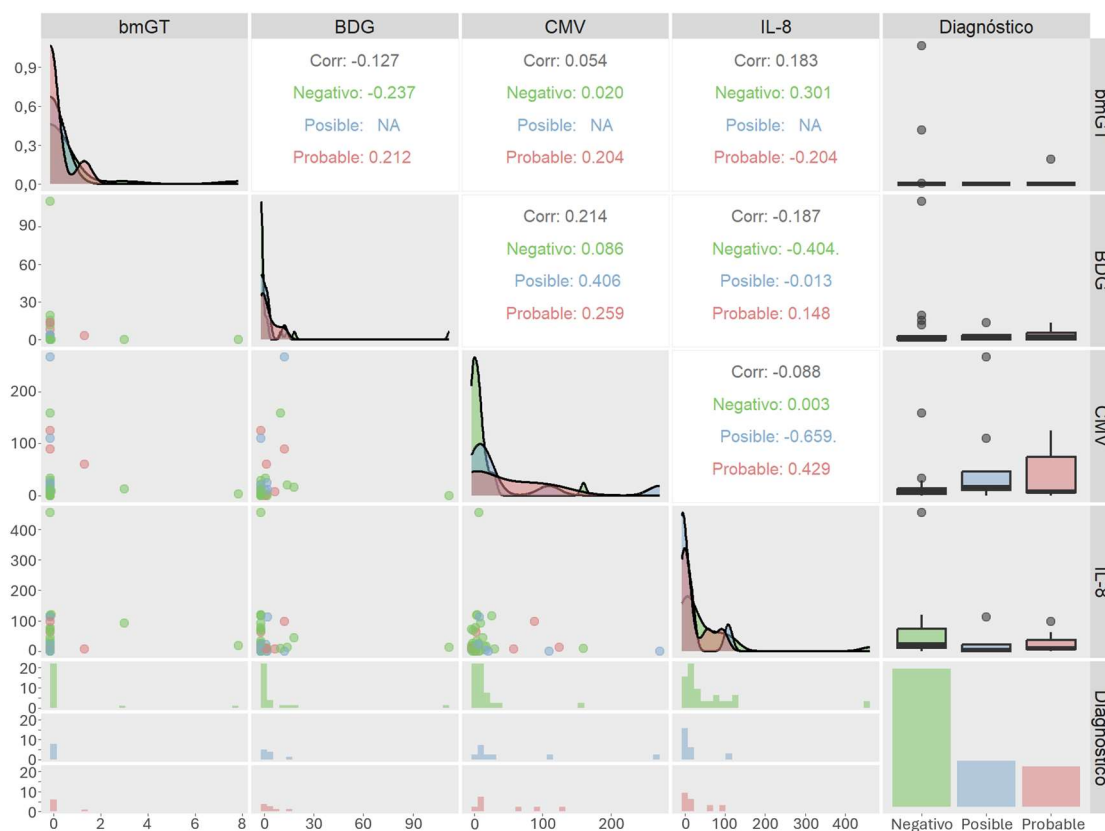 bmGT BDG CMV IL-8 Diagnóstico
0,9
0,6
0,3
0,0
Corr: -0.127
Negativo: -0.237
Posible: NA
Probable: 0.212
Corr: 0.054
Negativo: 0.020
Posible: NA
Probable: 0.204
Corr: 0.183
Negativo: 0.301
Posible: NA
Probable: -0.204
bmGT
90
60
30
0
Corr: 0.214
Negativo: 0.086
Posible: 0.406
Probable: 0.259
Corr: -0.187
Negativo: -0.404.
Posible: -0.013
Probable: 0.148
BDG
200
100
0
Corr: -0.088
Negativo: 0.003
Posible: -0.659.
Probable: 0.429
CMV
400
300
200
100
0
IL-8
20
10
0
20
10
0
20
10
0
Diagnóstico
0 2 4 6 8
0 30 60 90
0 100 200
0 100 200 300 400
Negativo Posible Probable